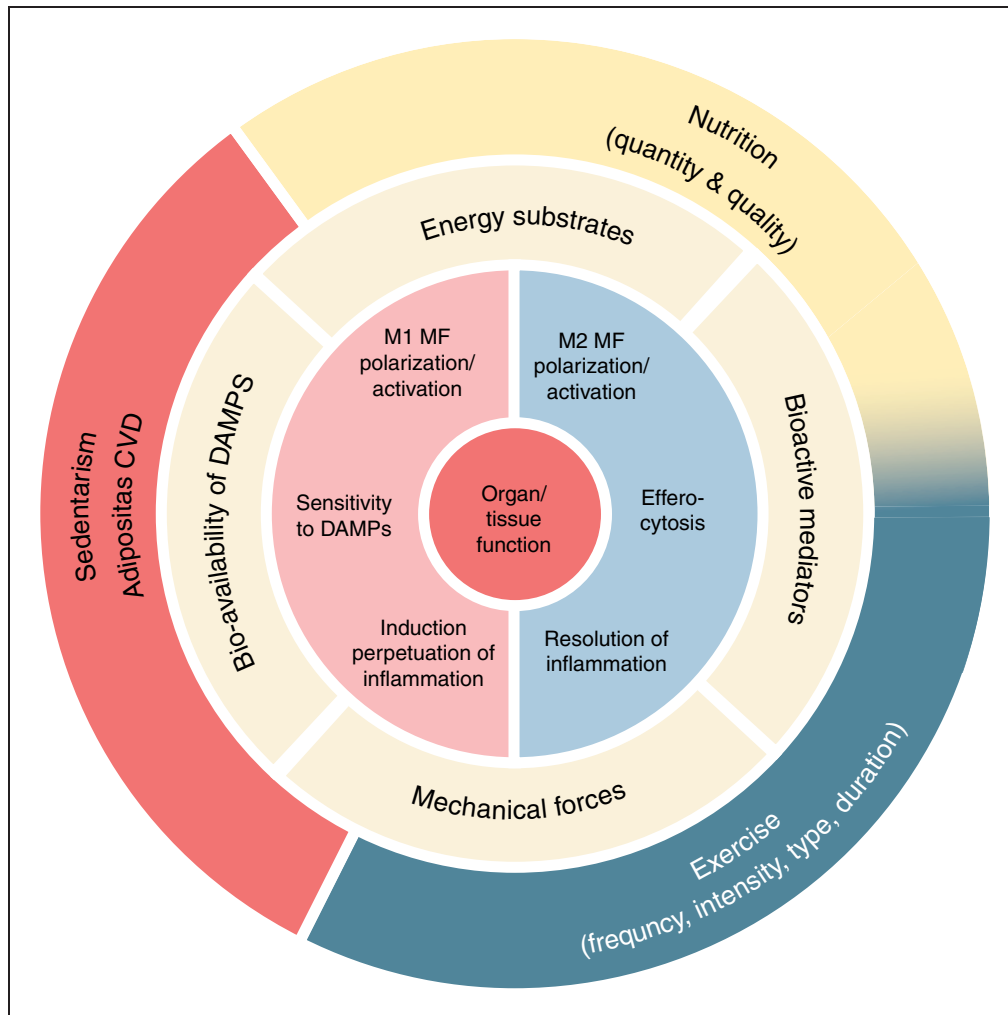 Nutrition
(quantity & quality)
Energy substrates
M1 MF
polarization/
activation
M2 MF
polarization/
activation
Sedentarism
Adipositas CVD
Bio-availability of DAMPS
Sensitivity
to DAMPs
Organ/
tissue
function
Effero-
cytosis
Bioactive mediators
Induction
perpetuation of
inflammation
Resolution of
inflammation
Mechanical forces
Exercise
(frequncy, intensity, type, duration)